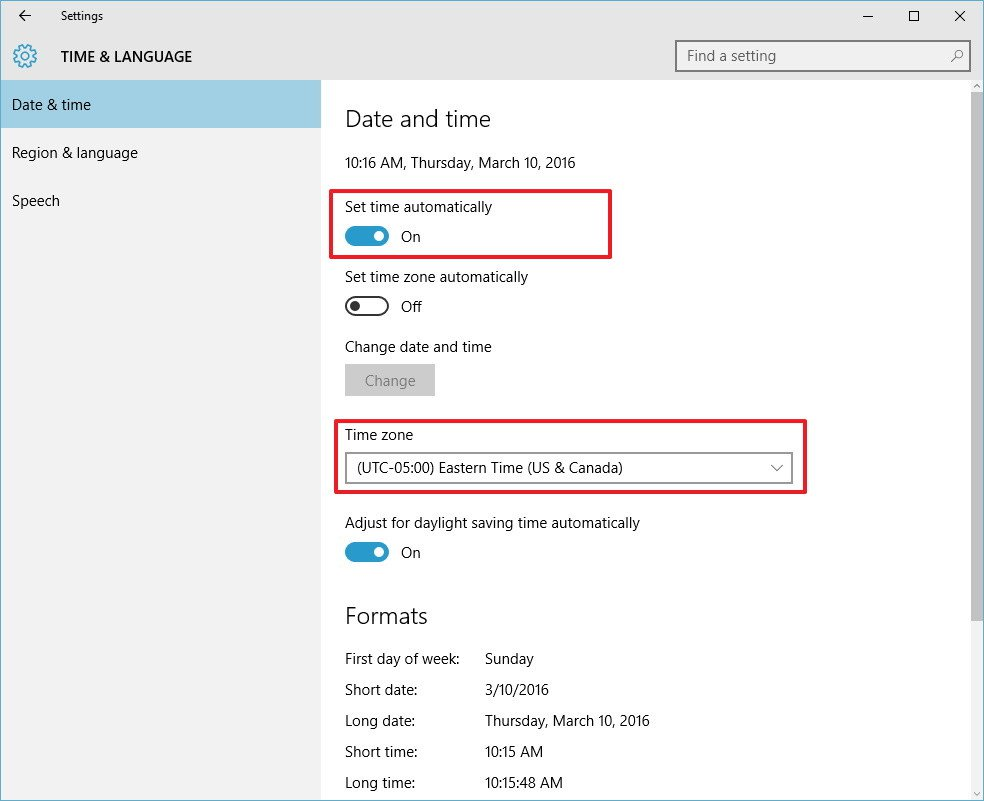 Settings
TIME & LANGUAGE
Find a setting
Date & time
Region & language
Speech
Date and time
10:16 AM, Thursday, March 10, 2016
Set time automatically
On
Set time zone automatically
Off
Change date and time
Change
Time zone
(UTC-05:00) Eastern Time (US & Canada)
Adjust for daylight saving time automatically
On
Formats
First day of week: Sunday
Short date: 3/10/2016
Long date: Thursday, March 10, 2016
Short time: 10:15 AM
Long time: 10:15:48 AM